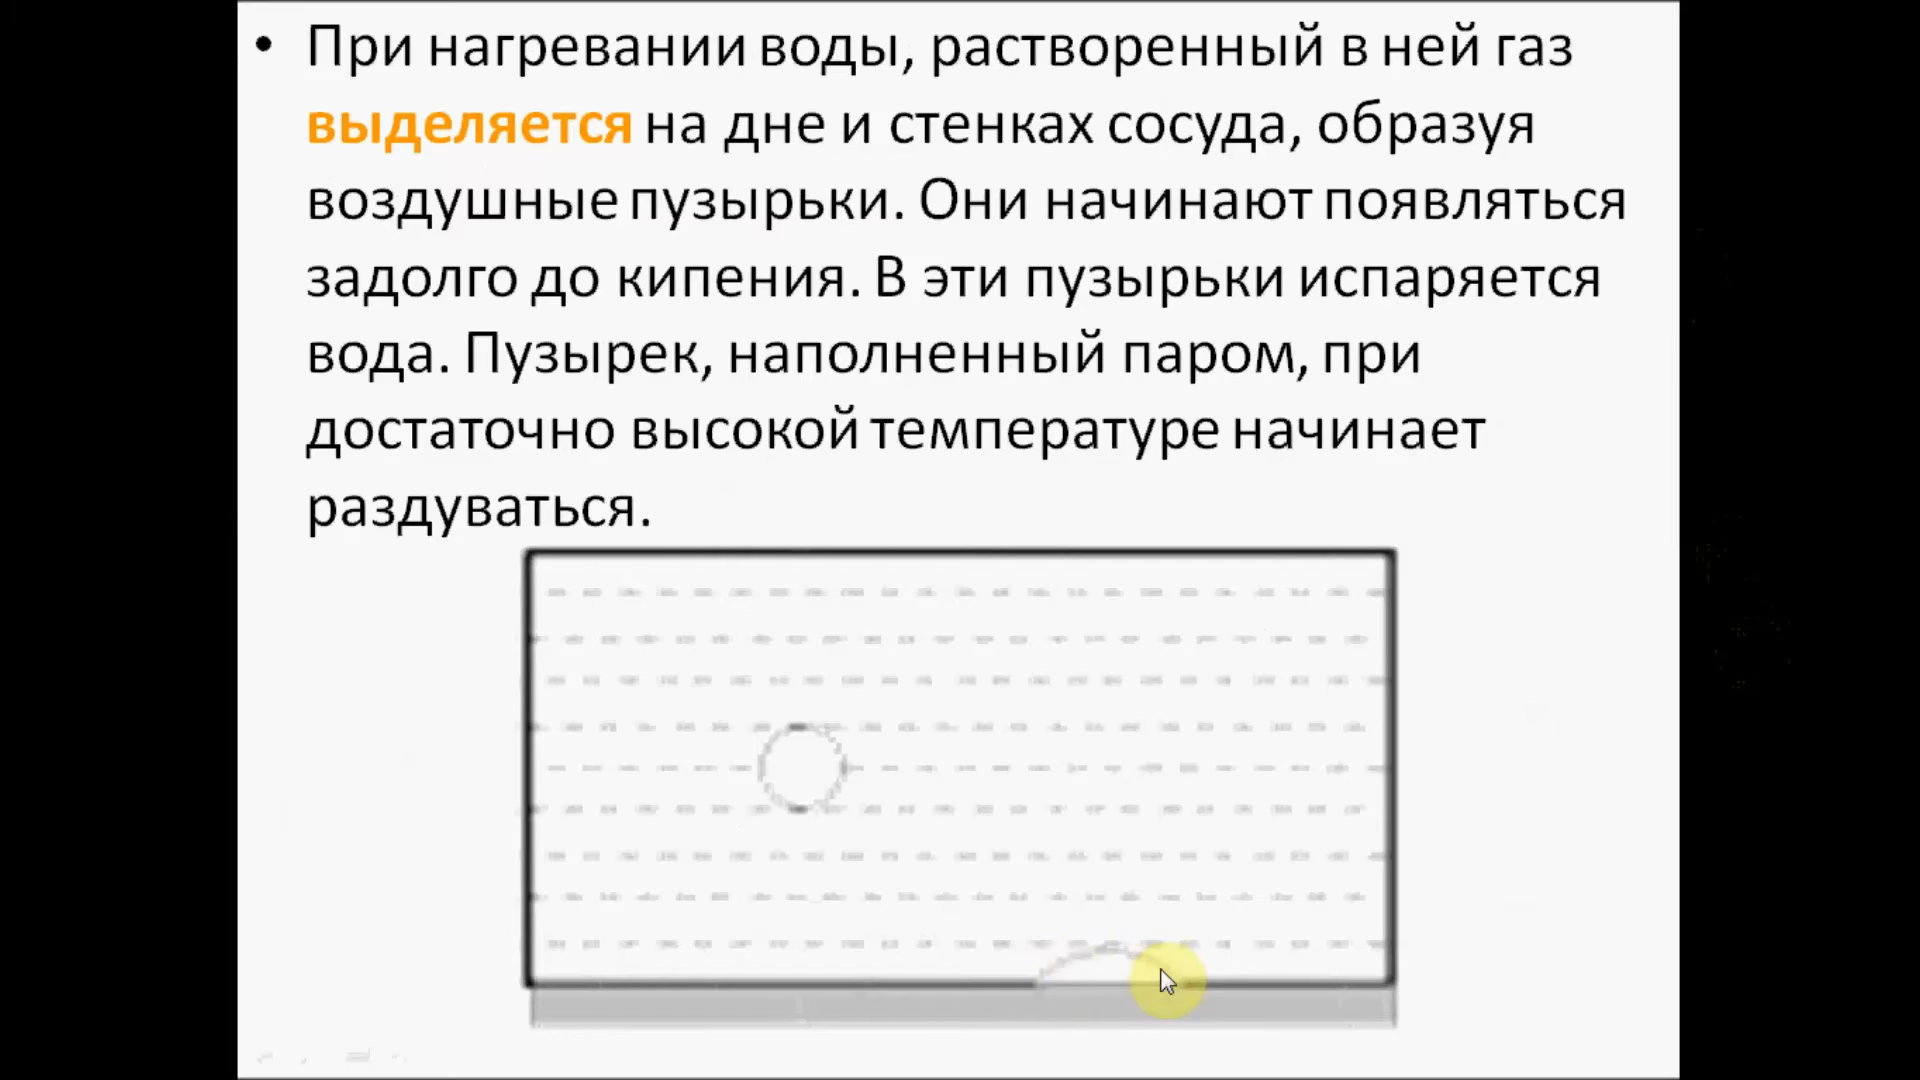 • При нагревании воды, растворенный в ней газ
выделяется на дне и стенках сосуда, образуя
воздушные пузырьки. Они начинают появляться
задолго до кипения. В эти пузырьки испаряется
вода. Пузырек, наполненный паром, при
достаточно высокой температуре начинает
раздуваться.